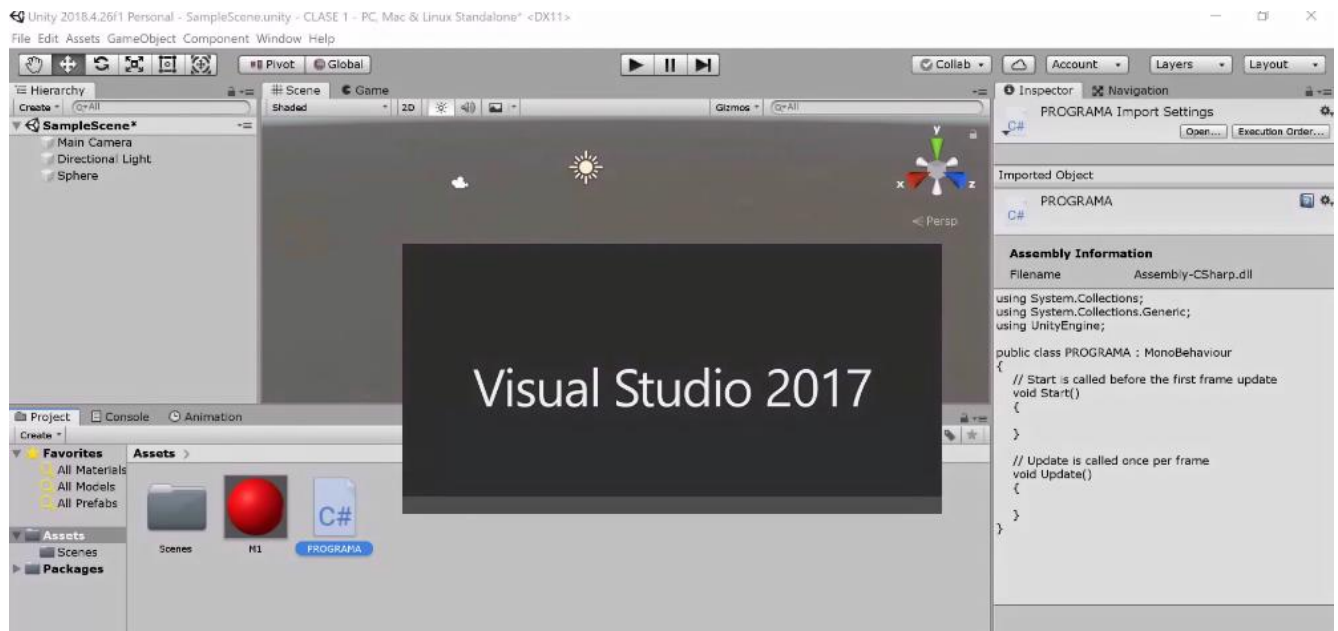 Unity 2018.4.26f1 Personal - SampleScene.unity - CLASE 1 - PC, Mac & Linux Standalone* <DX11>
File Edit Assets GameObject Component Window Help
Pivot Global Collab Account Layers Layout
Hierarchy
Create All
SampleScene*
Main Camera
Directional Light
Sphere
Scene Game
Shaded 2D Gizmos All
y
x z
Persp
Visual Studio 2017
Inspector Navigation
C# PROGRAMA Import Settings
Open... Execution Order...
Imported Object
C# PROGRAMA
Assembly Information
Filename Assembly-CSharp.dll
using System.Collections;
using System.Collections.Generic;
using UnityEngine;
public class PROGRAMA : MonoBehaviour
{
// Start is called before the first frame update
void Start()
{
}
// Update is called once per frame
void Update()
{
}
}
Project Console Animation
Create
Favorites
All Materials
All Models
All Prefabs
Assets
Scenes
Packages
Assets
C#
Scenes M1 PROGRAMA